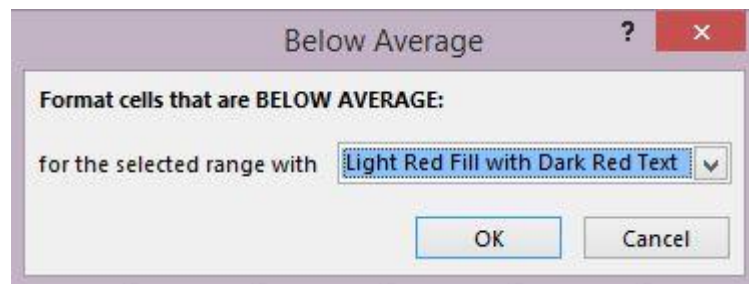 Below Average ? ×
Format cells that are BELOW AVERAGE:
for the selected range with Light Red Fill with Dark Red Text
OK Cancel